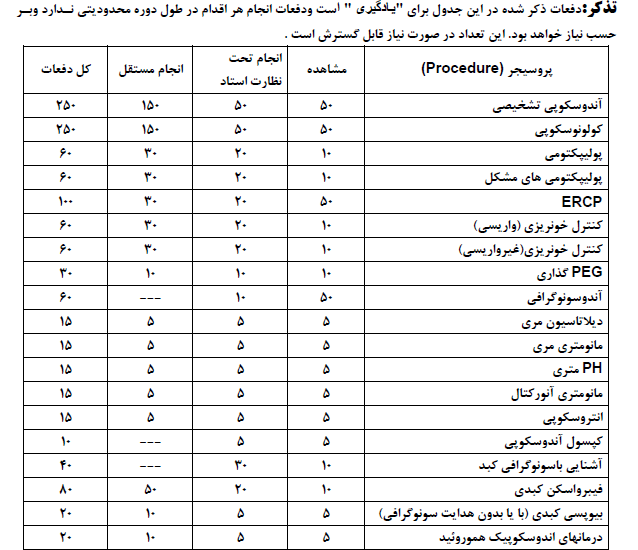 تذکر:دفعات ذکر شده در این جدول برای "یادگیری" است ودفعات انجام هر اقدام در طول دوره محدودیتی ندارد وبر
حسب نیاز خواهد بود. این تعداد در صورت نیاز قابل گسترش است .
پروسیجر (Procedure) مشاهده انجام تحت نظارت استاد انجام مستقل کل دفعات
آندوسکوپی تشخیصی ۵۰ ۵۰ ۱۵۰ ۲۵۰
کولونوسکوپی ۵۰ ۵۰ ۱۵۰ ۲۵۰
پولیپکتومی ۱۰ ۲۰ ۳۰ ۶۰
پولیپکتومی های مشکل ۱۰ ۲۰ ۳۰ ۶۰
ERCP ۵۰ ۲۰ ۳۰ ۱۰۰
کنترل خونریزی (واریسی) ۱۰ ۲۰ ۳۰ ۶۰
کنترل خونریزی(غیرواریسی) ۱۰ ۲۰ ۳۰ ۶۰
PEG گذاری ۱۰ ۱۰ ۱۰ ۳۰
آندوسونوگرافی ۵۰ ۱۰ --- ۶۰
دیلاتاسیون مری ۵ ۵ ۵ ۱۵
مانومتری مری ۵ ۵ ۵ ۱۵
PH متری ۵ ۵ ۵ ۱۵
مانومتری آنورکتال ۵ ۵ ۵ ۱۵
انتروسکوپی ۵ ۵ ۵ ۱۵
کپسول آندوسکوپی ۵ ۵ --- ۱۰
آشنایی باسونوگرافی کبد ۱۰ ۳۰ --- ۴۰
فیبرواسکن کبدی ۱۰ ۲۰ ۵۰ ۸۰
بیوپسی کبدی (با یا بدون هدایت سونوگرافی) ۵ ۵ ۱۰ ۲۰
درمانهای اندوسکوپیک هموروئید ۵ ۵ ۱۰ ۲۰